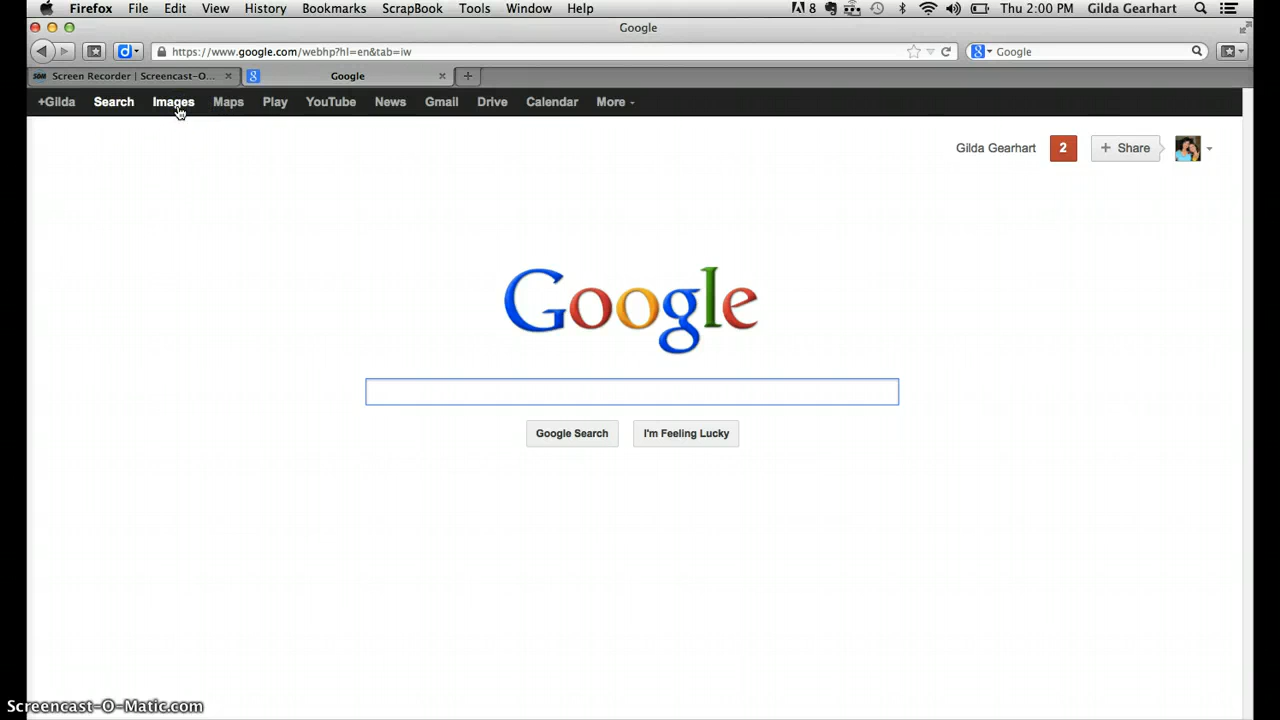 Firefox File Edit View History Bookmarks ScrapBook Tools Window Help 8 Thu 2:00 PM Gilda Gearhart
Google
https://www.google.com/webhp?hl=en&tab=iw Google
Screen Recorder | Screencast-O... Google
+Gilda Search Images Maps Play YouTube News Gmail Drive Calendar More
Gilda Gearhart 2 + Share
Google
Google Search I'm Feeling Lucky
Screencast-O-Matic.com